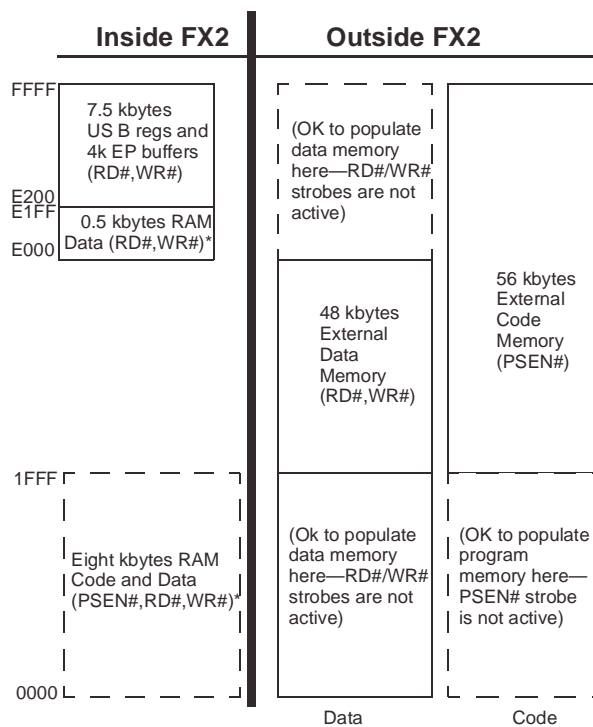 Inside FX2
Outside FX2
FFFF
7.5 kbytes
US B regs and
4k EP buffers
(RD#,WR#)
E200
E1FF
0.5 kbytes RAM
Data (RD#,WR#)*
E000
(OK to populate
data memory
here—RD#/WR#
strobes are not
active)
48 kbytes
External
Data
Memory
(RD#,WR#)
56 kbytes
External
Code
Memory
(PSEN#)
1FFF
Eight kbytes RAM
Code and Data
(PSEN#,RD#,WR#)*
(Ok to populate
data memory
here—RD#/WR#
strobes are not
active)
(OK to populate
program
memory here—
PSEN# strobe
is not active)
0000
Data
Code